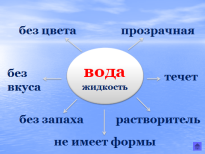 без цвета
прозрачная
без
вкуса
вода
жидкость
течет
без запаха
растворитель
не имеет формы